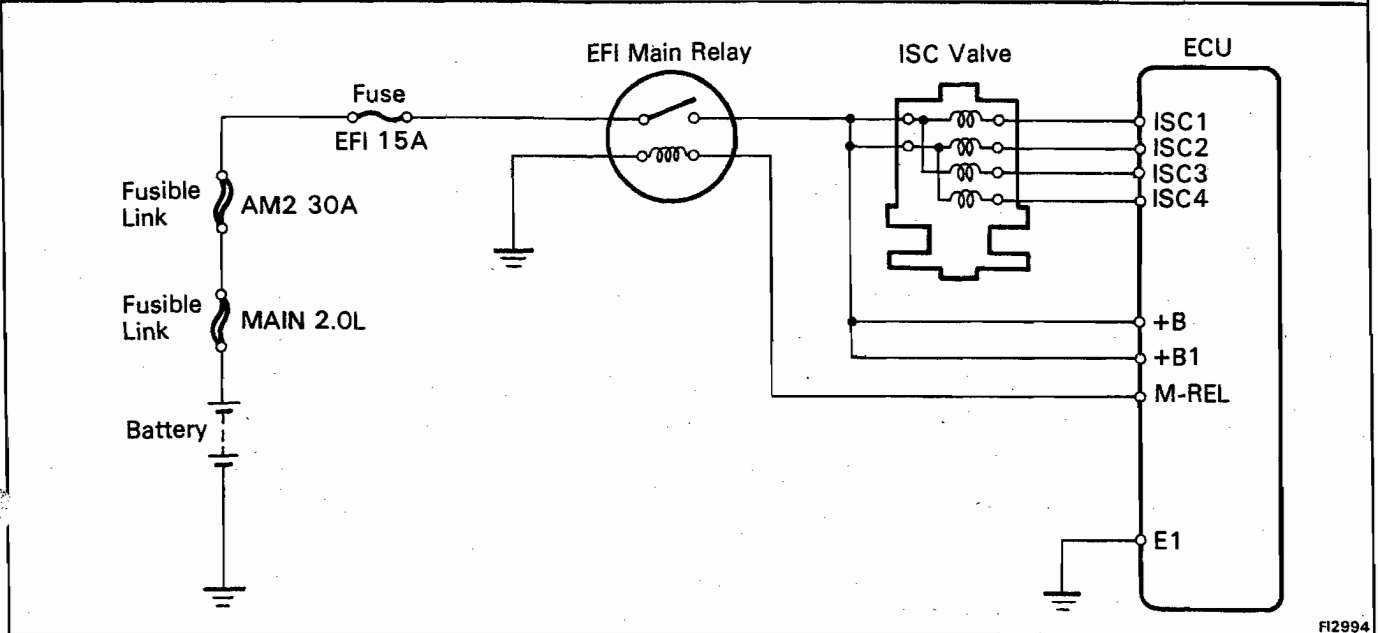 EFI Main Relay
ISC Valve
ECU
Fuse
EFI 15A
ISC1
ISC2
ISC3
ISC4
Fusible
Link
AM2 30A
Fusible
Link
MAIN 2.0L
+B
+B1
M-REL
Battery
E1
FI2994